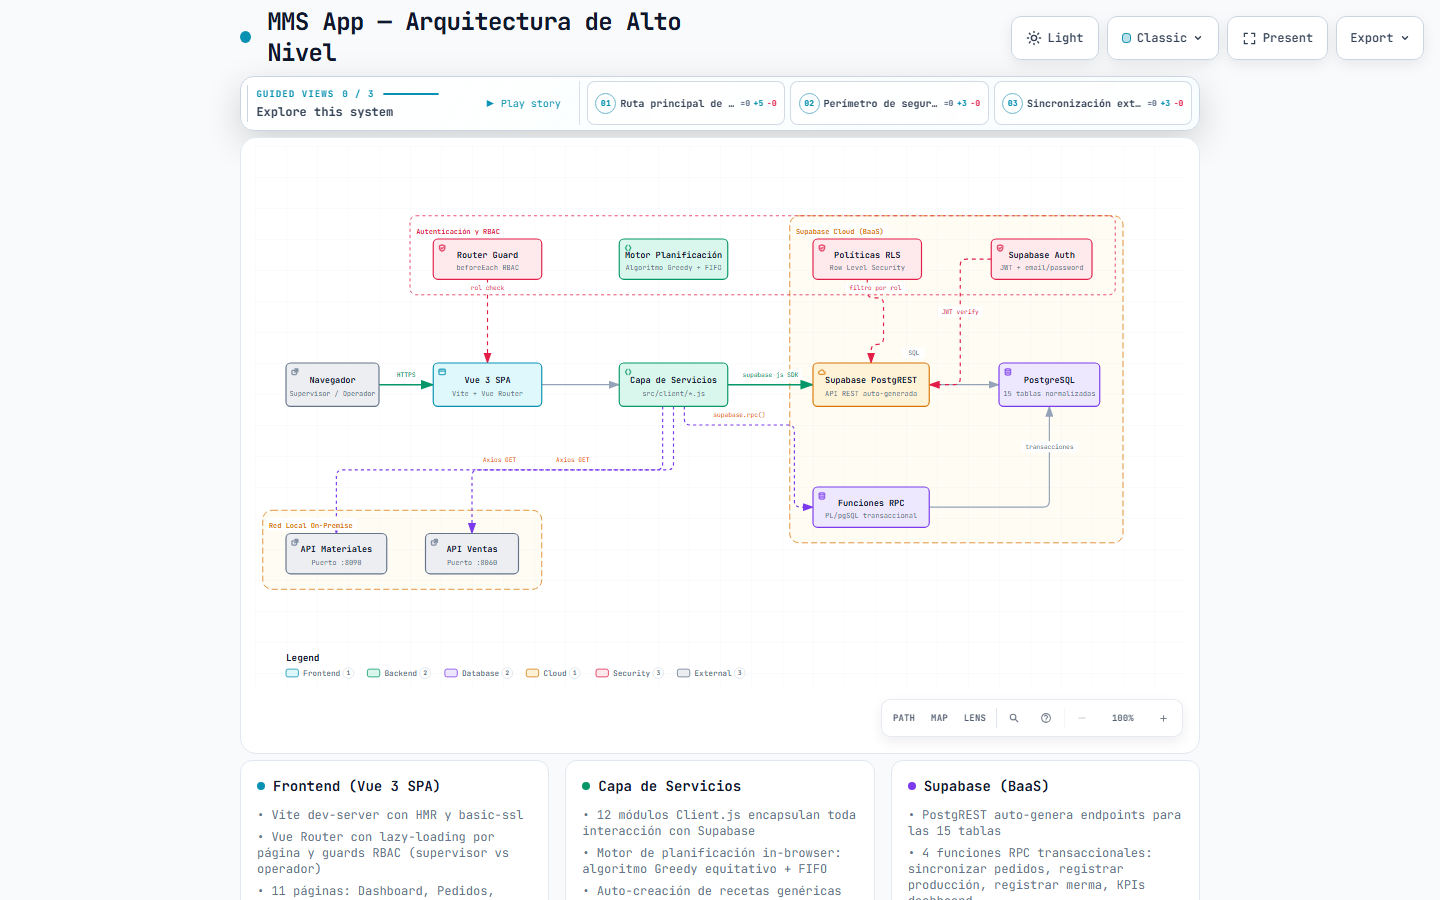 MMS App — Arquitectura de Alto
Nivel
Light
Classic
Present
Export
GUIDED VIEWS 0 / 3
Explore this system
Play story
01 Ruta principal de … =0 +5 -0
02 Perímetro de segur… =0 +3 -0
03 Sincronización ext… =0 +3 -0
Autenticación y RBAC
Supabase Cloud (BaaS)
Router Guard
beforeEach RBAC
Motor Planificación
Algoritmo Greedy + FIFO
Políticas RLS
Row Level Security
Supabase Auth
JWT + email/password
rol check
filtro por rol
JWT verify
SQL
Navegador
Supervisor / Operador
HTTPS
Vue 3 SPA
Vite + Vue Router
Capa de Servicios
src/client/*.js
supabase-js SDK
Supabase PostgREST
API REST auto-generada
PostgreSQL
15 tablas normalizadas
supabase.rpc()
transacciones
Axios GET
Axios GET
Funciones RPC
PL/pgSQL transaccional
Red Local On-Premise
API Materiales
Puerto :8090
API Ventas
Puerto :8060
Legend
Frontend 1
Backend 2
Database 2
Cloud 1
Security 3
External 3
PATH
MAP
LENS
100%
Frontend (Vue 3 SPA)
• Vite dev-server con HMR y basic-ssl
• Vue Router con lazy-loading por
página y guards RBAC (supervisor vs
operador)
• 11 páginas: Dashboard, Pedidos,
Capa de Servicios
• 12 módulos Client.js encapsulan toda
interacción con Supabase
• Motor de planificación in-browser:
algoritmo Greedy equitativo + FIFO
• Auto-creación de recetas genéricas
Supabase (BaaS)
• PostgREST auto-genera endpoints para
las 15 tablas
• 4 funciones RPC transaccionales:
sincronizar pedidos, registrar
producción, registrar merma, KPIs
dashboard